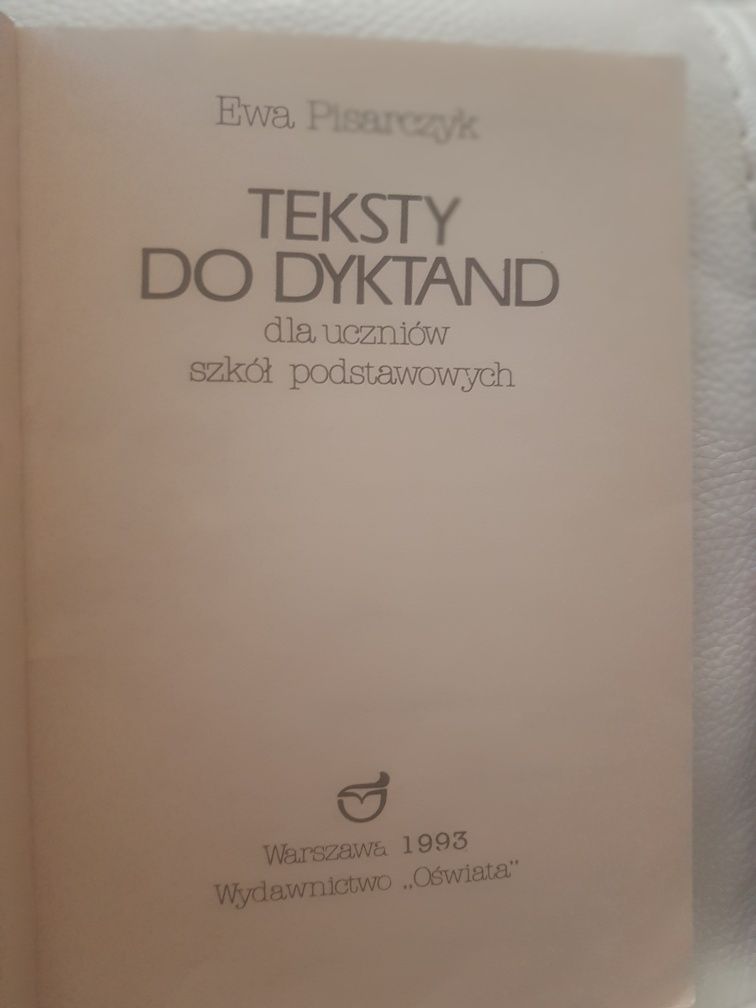 Ewa Pisarczyk
TEKSTY
DO DYKTAND
dla uczniów
szkół podstawowych
Warszawa 1993
Wydawnictwo „Oświata”